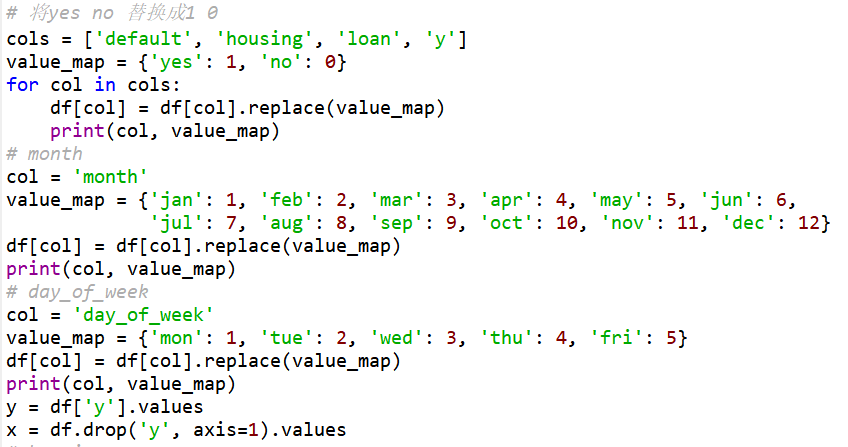 # 将yes no 替换成1 0
cols = ['default', 'housing', 'loan', 'y']
value_map = {'yes': 1, 'no': 0}
for col in cols:
    df[col] = df[col].replace(value_map)
    print(col, value_map)
# month
col = 'month'
value_map = {'jan': 1, 'feb': 2, 'mar': 3, 'apr': 4, 'may': 5, 'jun': 6,
             'jul': 7, 'aug': 8, 'sep': 9, 'oct': 10, 'nov': 11, 'dec': 12}
df[col] = df[col].replace(value_map)
print(col, value_map)
# day_of_week
col = 'day_of_week'
value_map = {'mon': 1, 'tue': 2, 'wed': 3, 'thu': 4, 'fri': 5}
df[col] = df[col].replace(value_map)
print(col, value_map)
y = df['y'].values
x = df.drop('y', axis=1).values